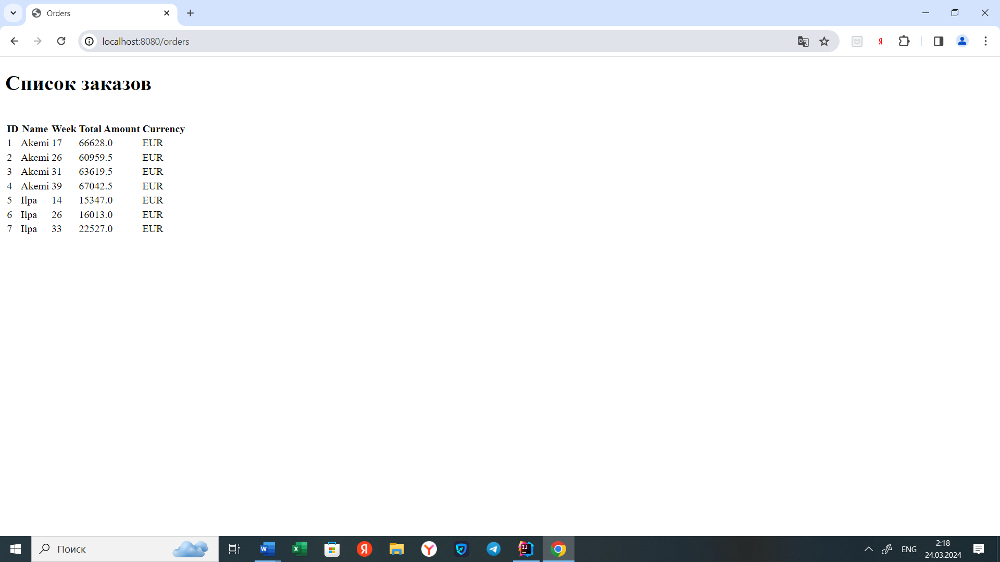 Orders
localhost:8080/orders
Я
Список заказов
ID Name Week Total Amount Currency
1 Akemi 17 66628.0 EUR
2 Akemi 26 60959.5 EUR
3 Akemi 31 63619.5 EUR
4 Akemi 39 67042.5 EUR
5 Ilpa 14 15347.0 EUR
6 Ilpa 26 16013.0 EUR
7 Ilpa 33 22527.0 EUR
Поиск
W
X
Я
Y
IJ
ENG
2:18
24.03.2024